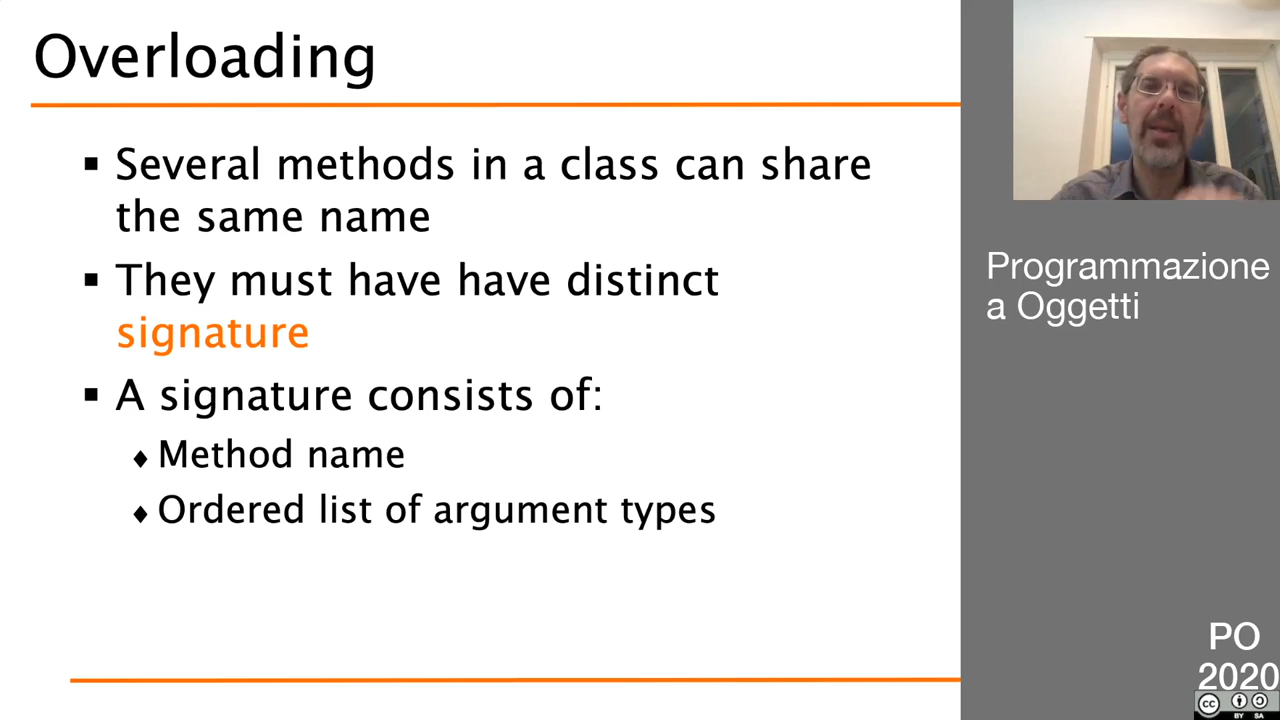 Overloading
▪ Several methods in a class can share
the same name
▪ They must have have distinct
signature
▪ A signature consists of:
♦ Method name
♦ Ordered list of argument types
Programmazione
a Oggetti
PO
2020
cc
BY SA